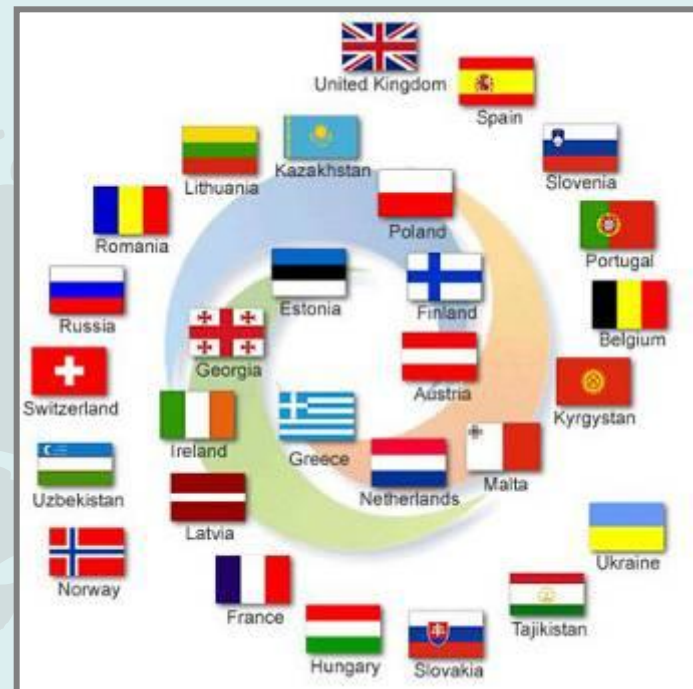 United Kingdom
Spain
Lithuania
Kazakhstan
Slovenia
Romania
Poland
Portugal
Russia
Estonia
Finland
Belgium
Switzerland
Georgia
Austria
Kyrgystan
Uzbekistan
Ireland
Greece
Netherlands
Malta
Norway
Latvia
Ukraine
France
Tajikistan
Hungary
Slovakia